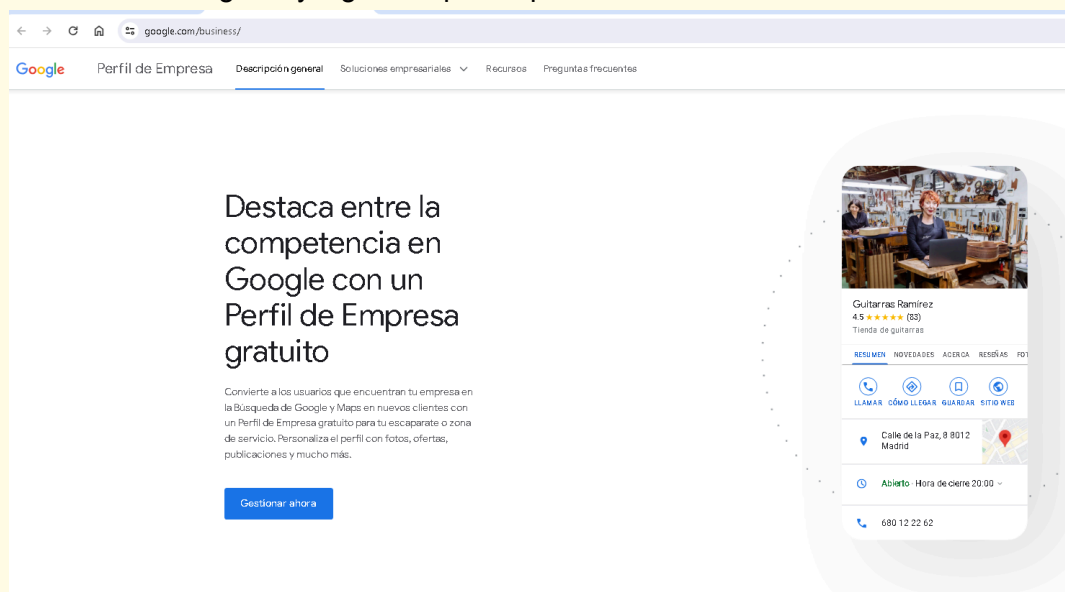 google.com/business/
Google Perfil de Empresa Descripción general Soluciones empresariales Recursos Preguntas frecuentes
Destaca entre la
competencia en
Google con un
Perfil de Empresa
gratuito
Convierte a los usuarios que encuentran tu empresa en
la Búsqueda de Google y Maps en nuevos clientes con
un Perfil de Empresa gratuito para tu escaparate o zona
de servicio. Personaliza el perfil con fotos, ofertas,
publicaciones y mucho más.
Gestionar ahora
Guitarras Ramírez
4.5 ★★★★★ (83)
Tienda de guitarras
RESUMEN NOVEDADES ACERCA RESEÑAS FOT
LLAMAR CÓMO LLEGAR GUARDAR SITIO WEB
Calle de la Paz, 8 8012
Madrid
Abierto · Hora de cierre 20:00
680 12 22 62